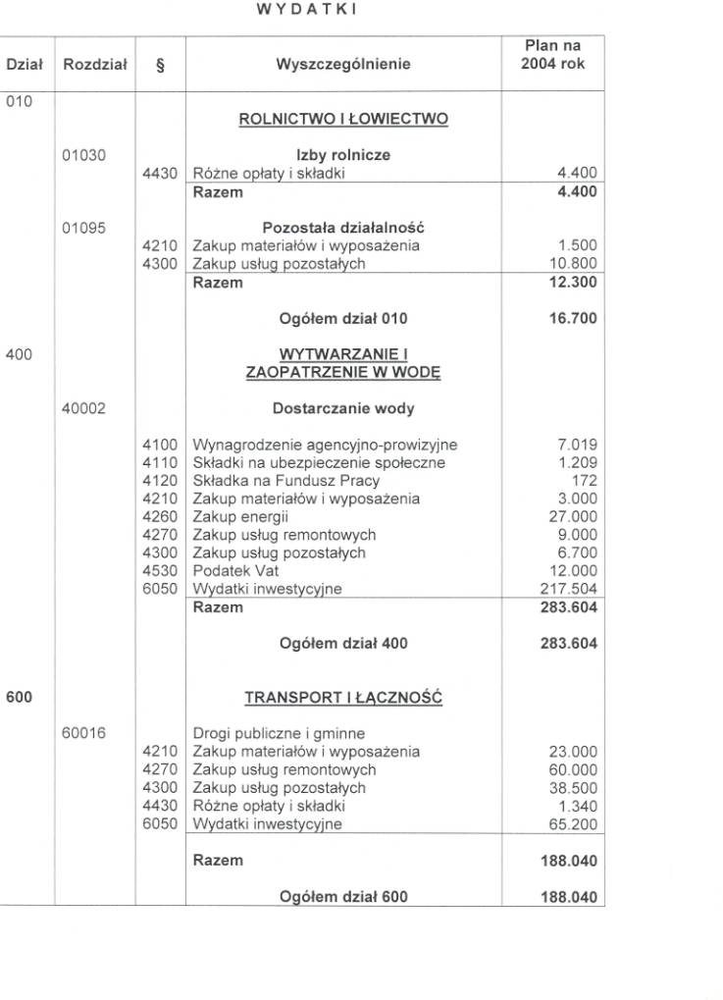 W Y D A T K I
Dział Rozdział § Wyszczególnienie Plan na 2004 rok
010
ROLNICTWO I ŁOWIECTWO
01030 Izby rolnicze
4430 Różne opłaty i składki 4.400
Razem 4.400
01095 Pozostała działalność
4210 Zakup materiałów i wyposażenia 1.500
4300 Zakup usług pozostałych 10.800
Razem 12.300
Ogółem dział 010 16.700
400 WYTWARZANIE I
ZAOPATRZENIE W WODĘ
40002 Dostarczanie wody
4100 Wynagrodzenie agencyjno-prowizyjne 7.019
4110 Składki na ubezpieczenie społeczne 1.209
4120 Składka na Fundusz Pracy 172
4210 Zakup materiałów i wyposażenia 3.000
4260 Zakup energii 27.000
4270 Zakup usług remontowych 9.000
4300 Zakup usług pozostałych 6.700
4530 Podatek Vat 12.000
6050 Wydatki inwestycyjne 217.504
Razem 283.604
Ogółem dział 400 283.604
600 TRANSPORT I ŁĄCZNOŚĆ
60016 Drogi publiczne i gminne
4210 Zakup materiałów i wyposażenia 23.000
4270 Zakup usług remontowych 60.000
4300 Zakup usług pozostałych 38.500
4430 Różne opłaty i składki 1.340
6050 Wydatki inwestycyjne 65.200
Razem 188.040
Ogółem dział 600 188.040